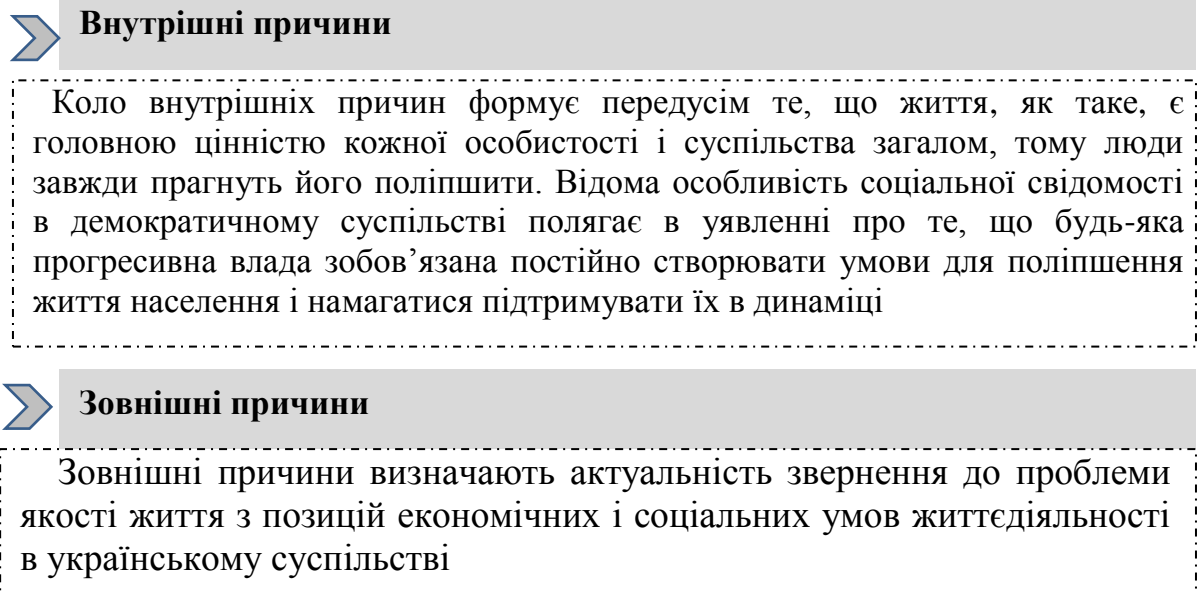 Внутрішні причини
Коло внутрішніх причин формує передусім те, що життя, як таке, є
головною цінністю кожної особистості і суспільства загалом, тому люди
завжди прагнуть його поліпшити. Відома особливість соціальної свідомості
в демократичному суспільстві полягає в уявленні про те, що будь-яка
прогресивна влада зобов’язана постійно створювати умови для поліпшення
життя населення і намагатися підтримувати їх в динаміці
Зовнішні причини
Зовнішні причини визначають актуальність звернення до проблеми
якості життя з позицій економічних і соціальних умов життєдіяльності
в українському суспільстві